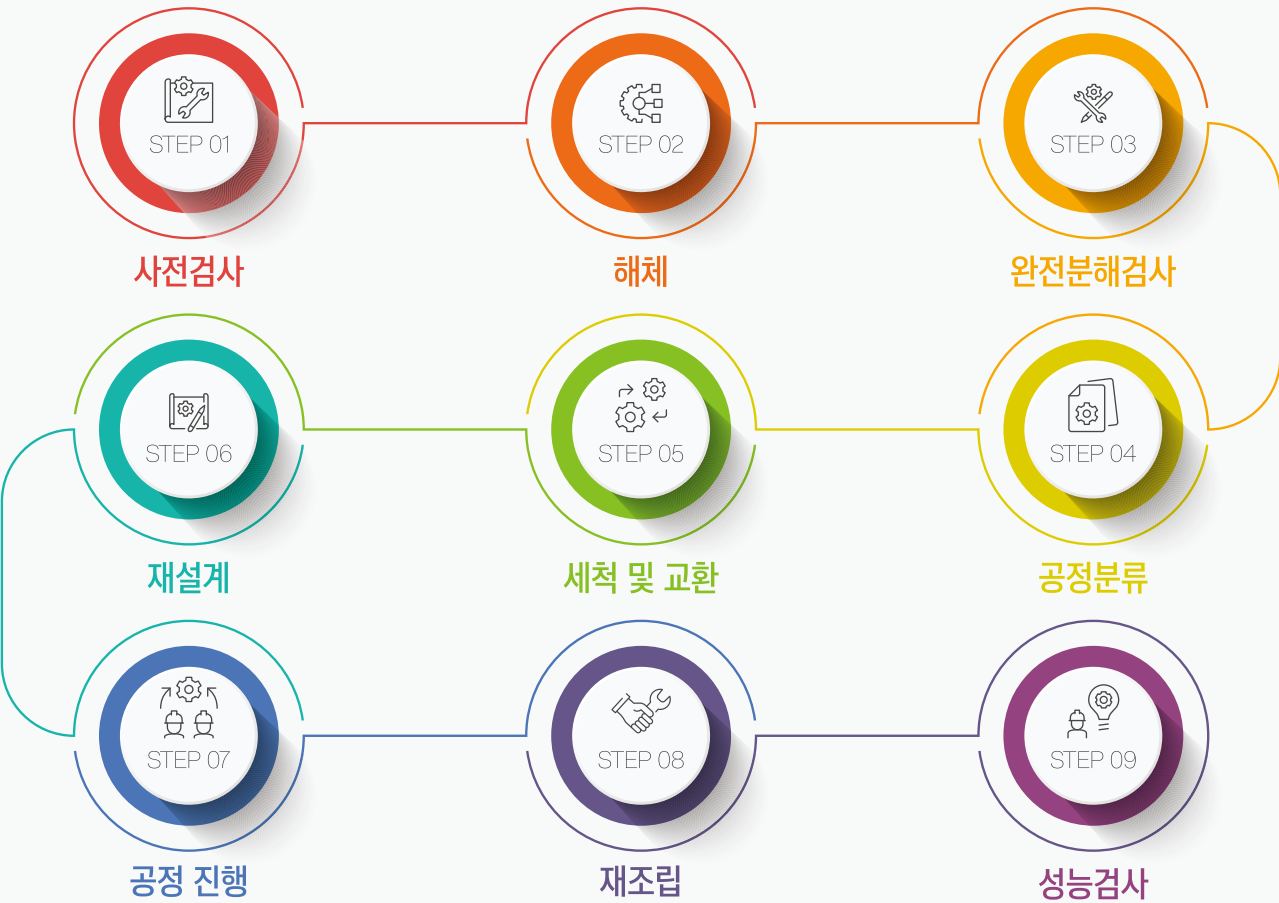 STEP 01
사전검사
STEP 02
해체
STEP 03
완전분해검사
STEP 04
공정분류
STEP 05
세척 및 교환
STEP 06
재설계
STEP 07
공정 진행
STEP 08
재조립
STEP 09
성능검사